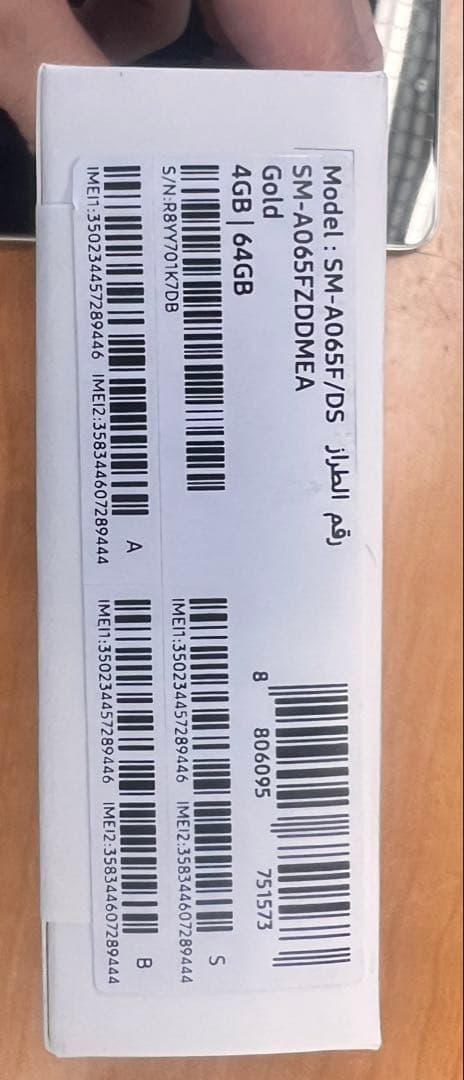 Model : SM-A065F/DS رقم الطراز
SM-A065FZDDMEA
Gold
4GB | 64GB
8 806095 751573
S/N:R8YY701K7DB
IMEI1:350234457289446 IMEI2:358344607289444
S
IMEI1:350234457289446 IMEI2:358344607289444
A
IMEI1:350234457289446 IMEI2:358344607289444
B